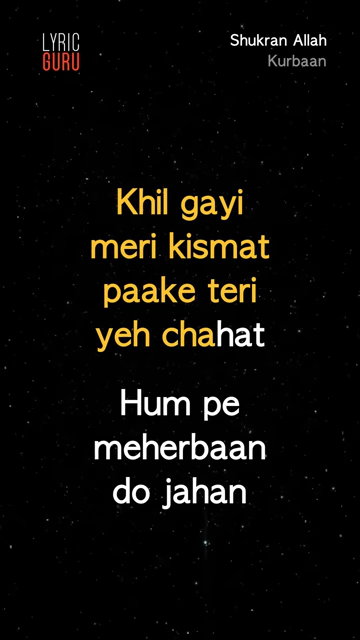 LYRIC
GURU
Shukran Allah
Kurbaan
Khil gayi
meri kismat
paake teri
yeh chahat
Hum pe
meherbaan
do jahan